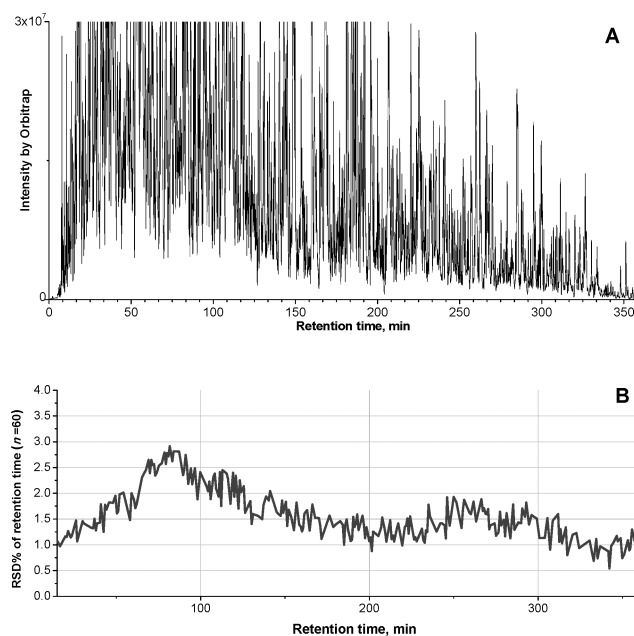 3x10⁷
A
Intensity by Orbitrap
0
0 50 100 150 200 250 300 350
Retention time, min
B
RSD% of retention time (n=60)
4.0
3.5
3.0
2.5
2.0
1.5
1.0
0.5
0.0
100 200 300
Retention time, min